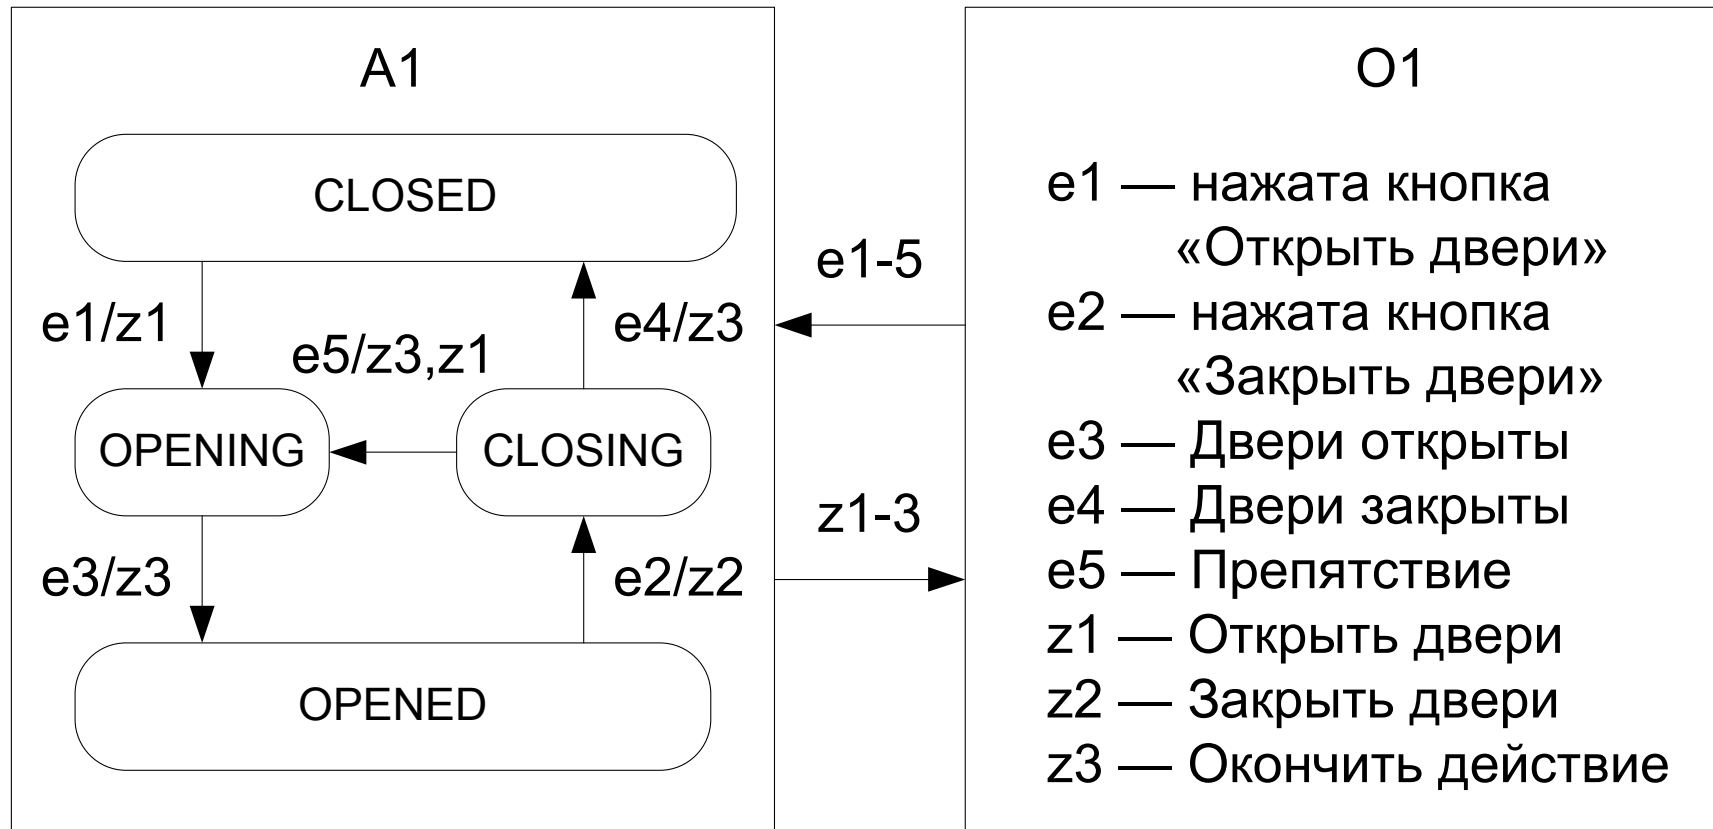 A1
CLOSED
e1/z1
e4/z3
e5/z3,z1
OPENING
CLOSING
e3/z3
e2/z2
OPENED
e1-5
z1-3
O1
e1 — нажата кнопка
«Открыть двери»
e2 — нажата кнопка
«Закрыть двери»
e3 — Двери открыты
e4 — Двери закрыты
e5 — Препятствие
z1 — Открыть двери
z2 — Закрыть двери
z3 — Окончить действие